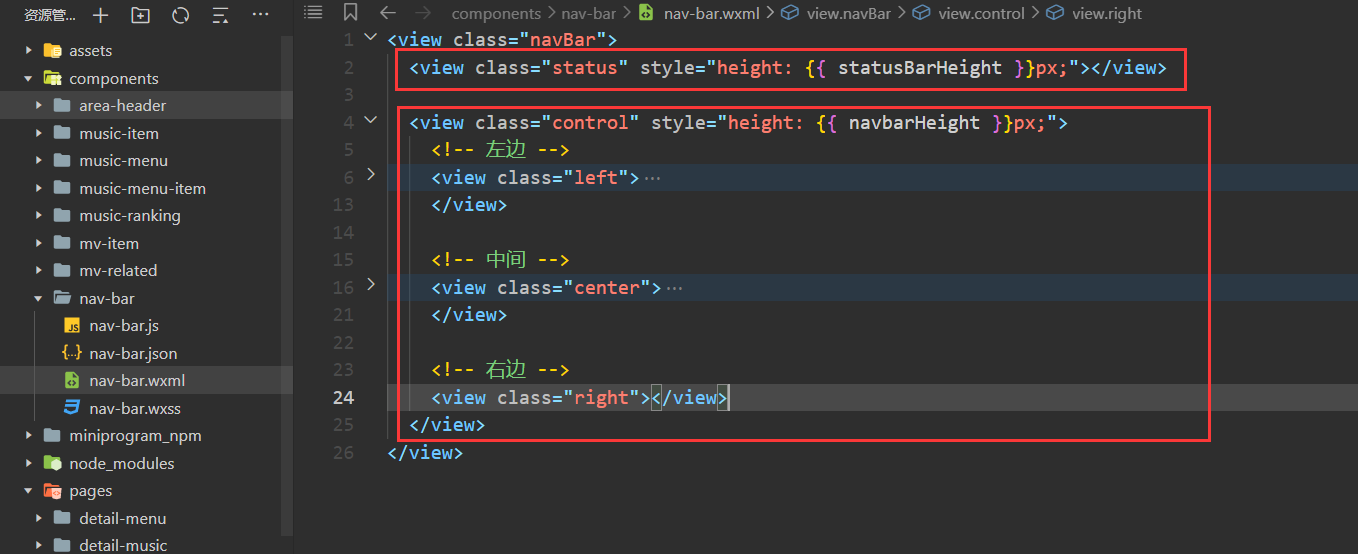 资源管...
components > nav-bar > nav-bar.wxml > view.navBar > view.control > view.right
assets
components
area-header
music-item
music-menu
music-menu-item
music-ranking
mv-item
mv-related
nav-bar
JS nav-bar.js
{..} nav-bar.json
nav-bar.wxml
nav-bar.wxss
miniprogram_npm
node_modules
pages
detail-menu
detail-music
1 <view class="navBar">
2 <view class="status" style="height: {{ statusBarHeight }}px;"></view>
3
4 <view class="control" style="height: {{ navbarHeight }}px;">
5 <!-- 左边 -->
6 <view class="left">···
13 </view>
14
15 <!-- 中间 -->
16 <view class="center">···
21 </view>
22
23 <!-- 右边 -->
24 <view class="right"></view>
25 </view>
26 </view>